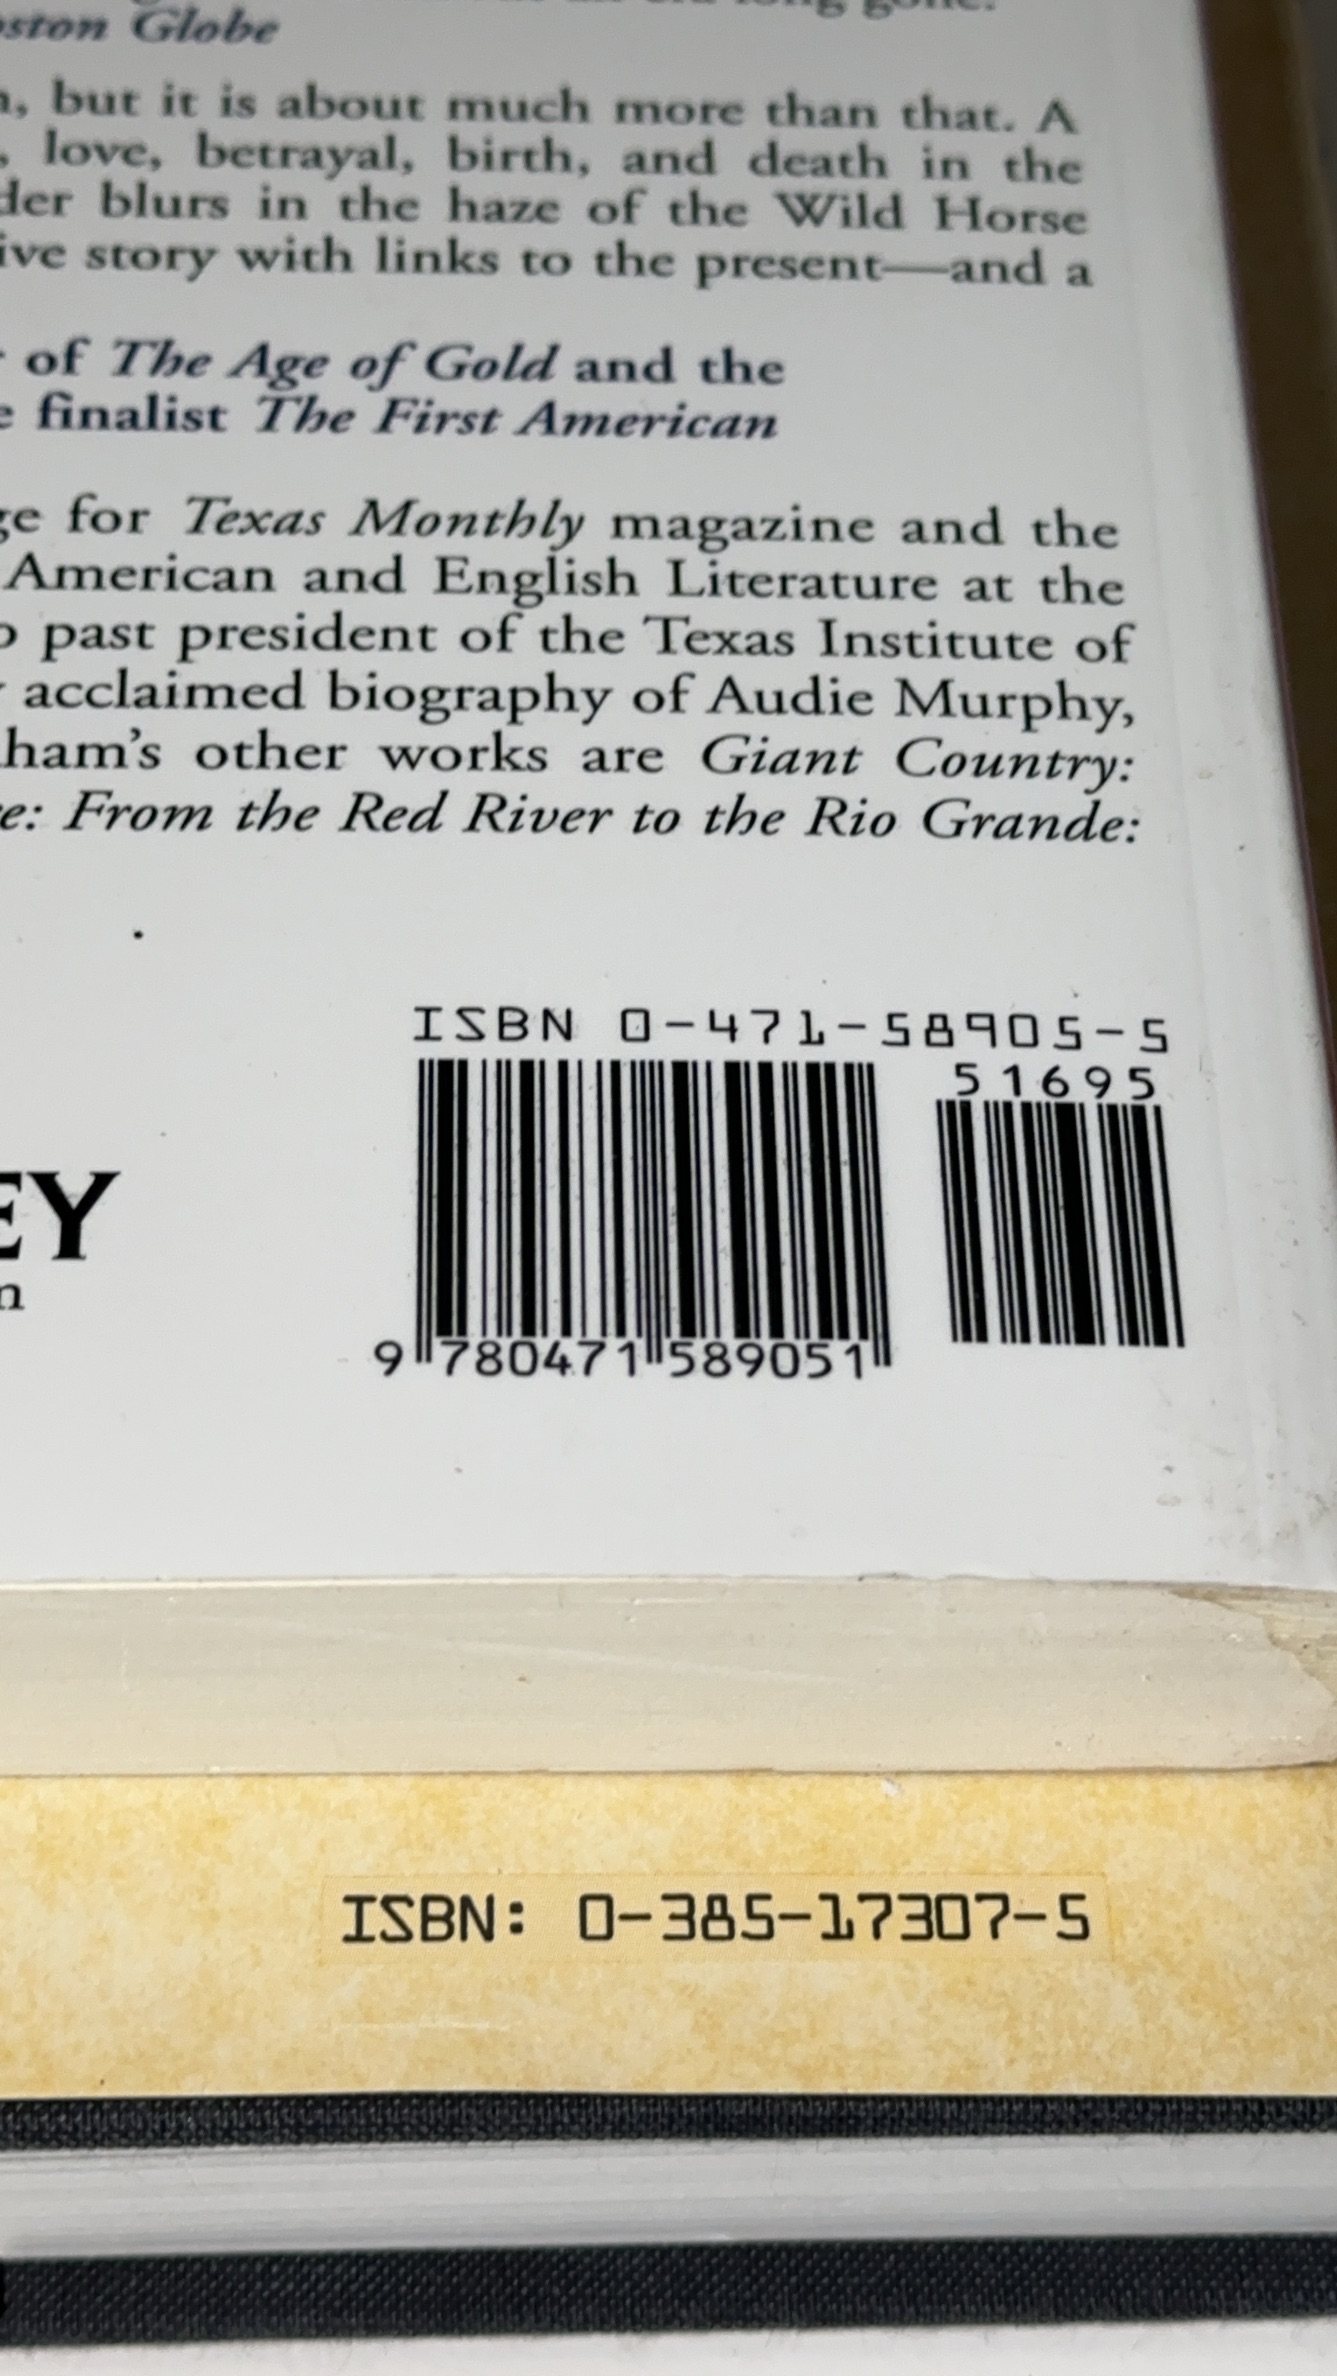 Globe
, but it is about much more than that. A
, love, betrayal, birth, and death in the
blurs in the haze of the Wild Horse
story with links to the present—and a
of The Age of Gold and the
finalist The First American
for Texas Monthly magazine and the
American and English Literature at the
past president of the Texas Institute of
acclaimed biography of Audie Murphy,
ham's other works are Giant Country:
e: From the Red River to the Rio Grande:
ISBN 0-471-58905-5
51695
EY
n
9 780471 589051
ISBN: 0-385-17307-5